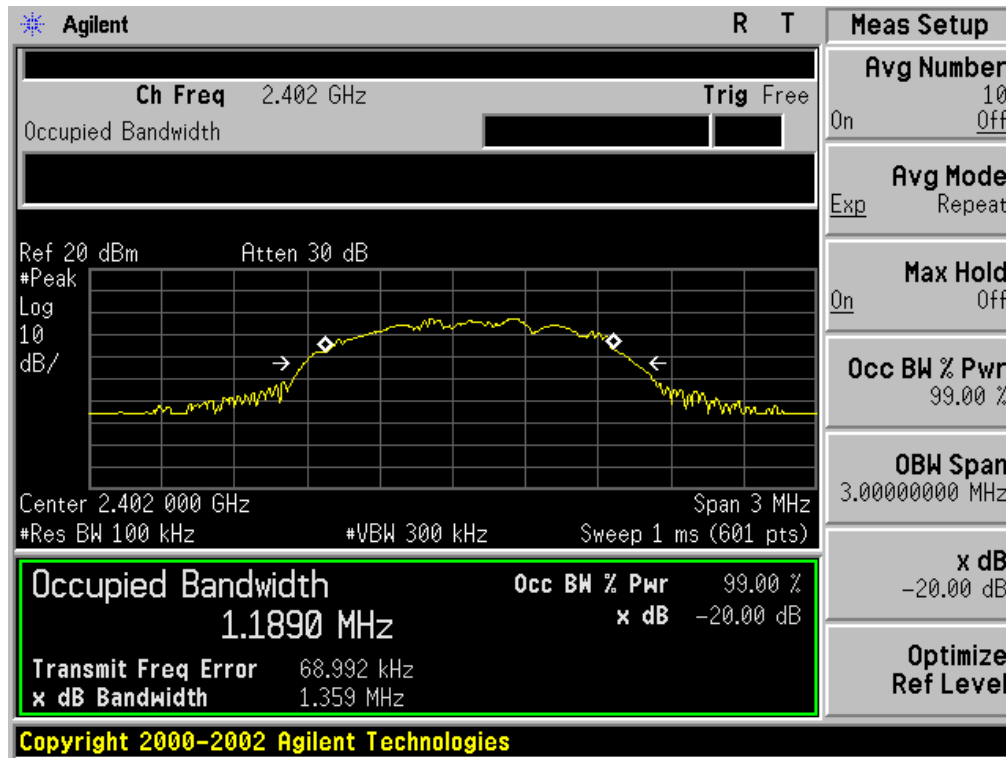 Agilent R T
Ch Freq 2.402 GHz Trig Free
Occupied Bandwidth
Ref 20 dBm Atten 30 dB
#Peak
Log
10
dB/
Center 2.402 000 GHz Span 3 MHz
#Res BW 100 kHz #VBW 300 kHz Sweep 1 ms (601 pts)
Occupied Bandwidth
1.1890 MHz
Occ BW % Pwr 99.00 %
x dB -20.00 dB
Transmit Freq Error 68.992 kHz
x dB Bandwidth 1.359 MHz
Copyright 2000-2002 Agilent Technologies
Meas Setup
Avg Number
10
On Off
Avg Mode
Exp Repeat
Max Hold
On Off
Occ BW % Pwr
99.00 %
OBW Span
3.00000000 MHz
x dB
-20.00 dB
Optimize
Ref Level